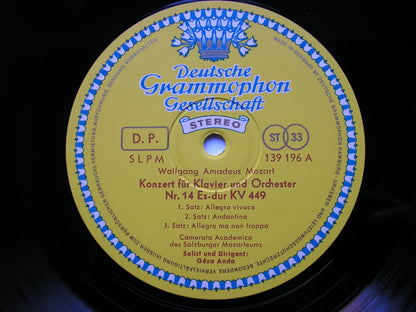 Deutsche
Grammophon
Gesellschaft
STEREO
D. P.
ST 33
SLPM
139 196 A
Wolfgang Amadeus Mozart
Konzert für Klavier und Orchester
Nr. 14 Es-dur KV 449
1. Satz: Allegro vivace
2. Satz: Andantino
3. Satz: Allegro ma non troppo
Camerata Academica
des Salzburger Mozarteums
Solist und Dirigent:
Géza Anda
MADE IN GERMANY
DEUTSCHE GRAMMOPHON